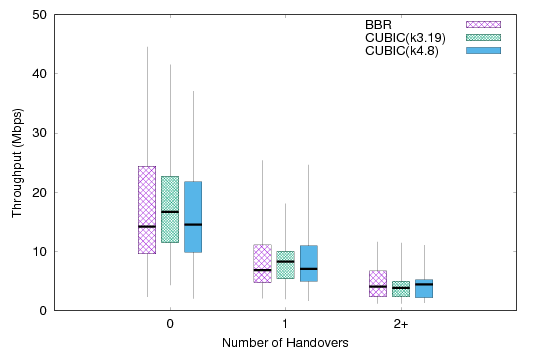 50
40
30
20
10
0
Throughput (Mbps)
BBR
CUBIC(k3.19)
CUBIC(k4.8)
0 1 2+
Number of Handovers